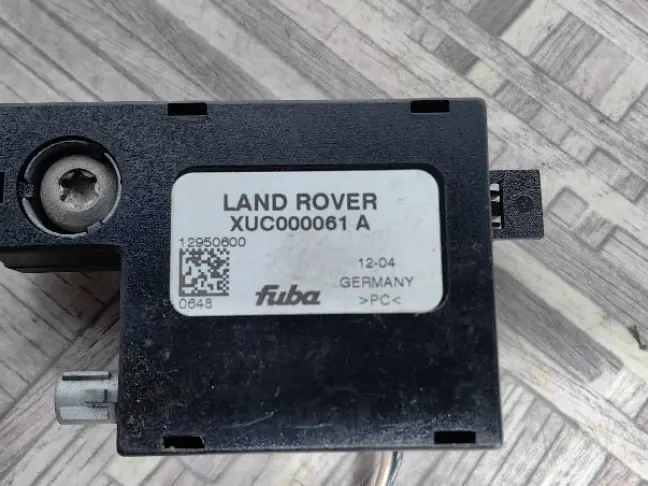 LAND ROVER
XUC000061 A
12950600
12-04
GERMANY
0648
fuba
>PC<